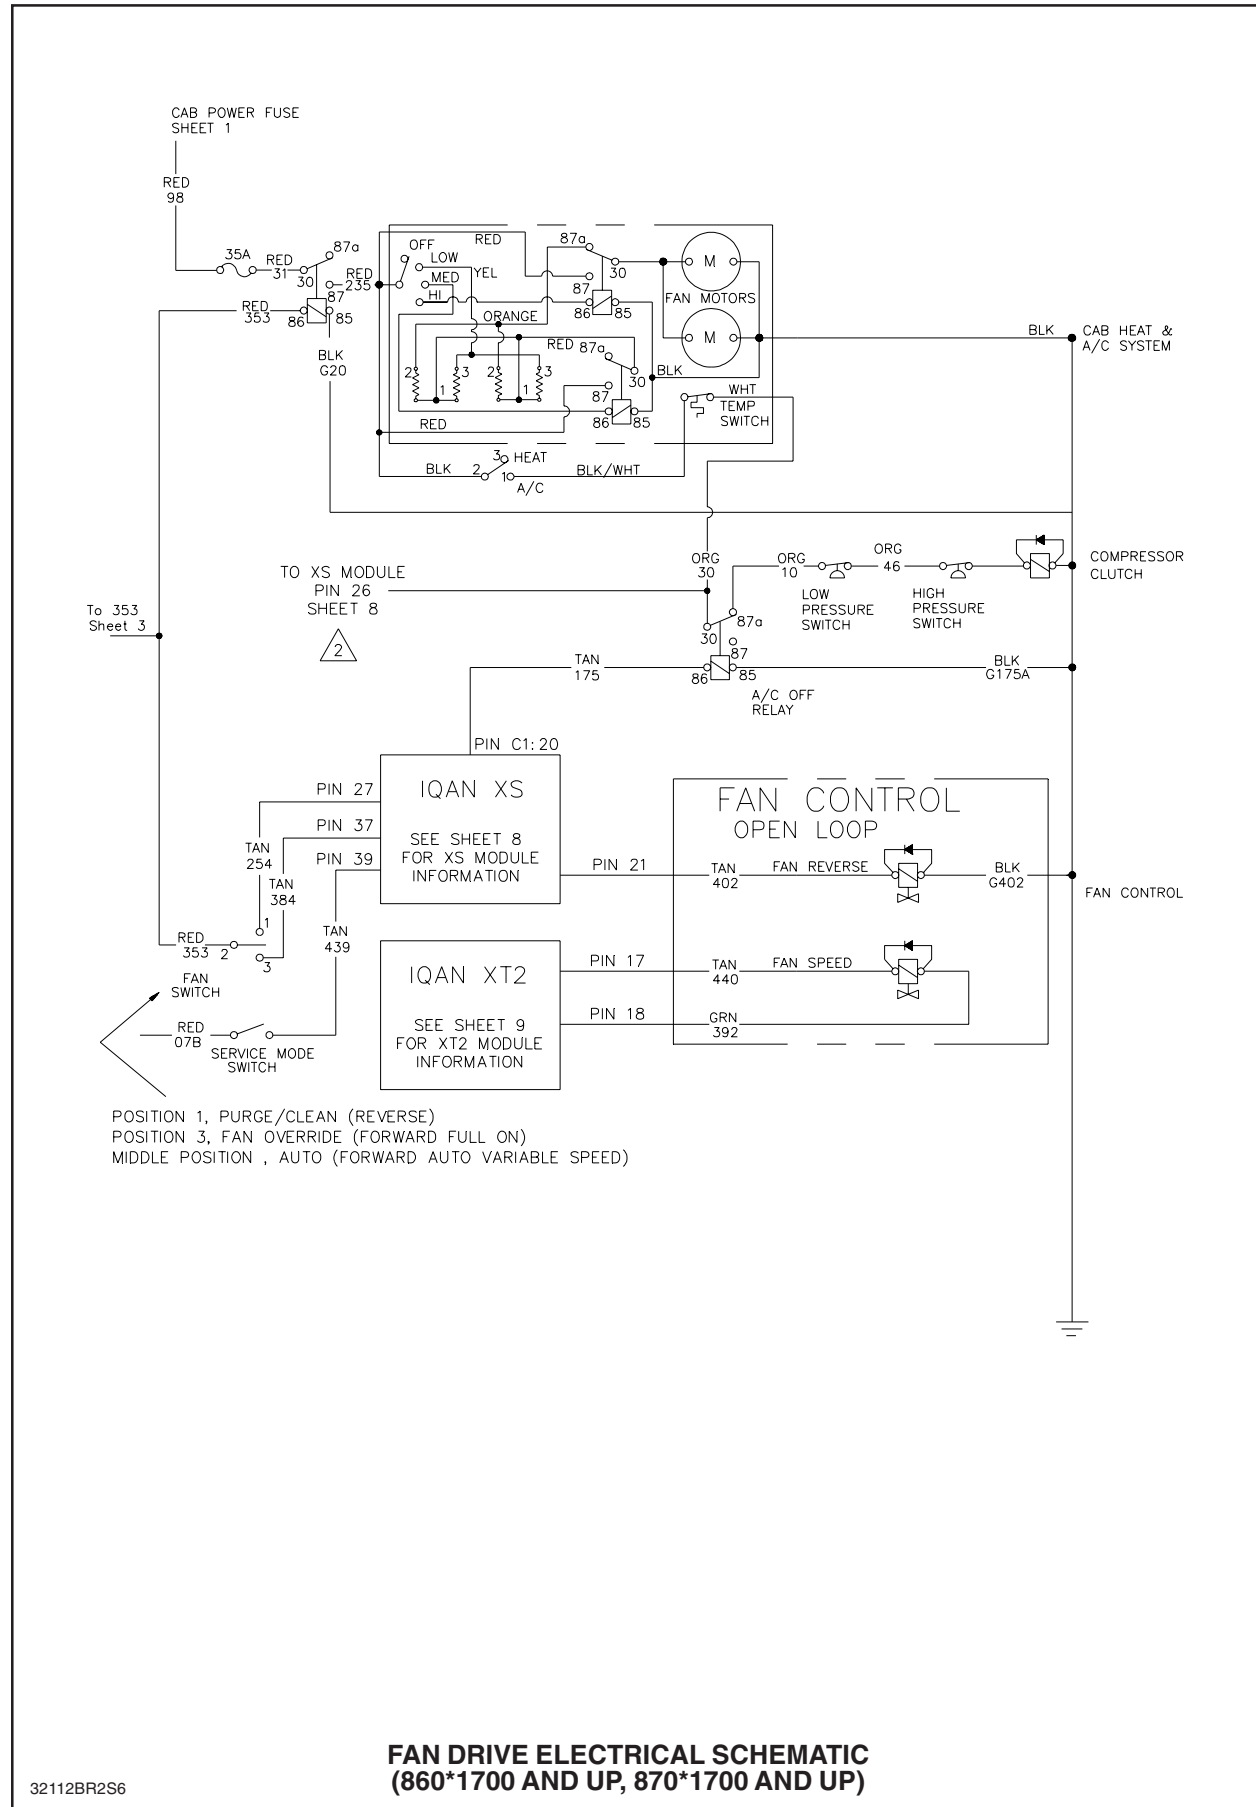 CAB POWER FUSE
SHEET 1
RED
98
35A
RED
31
30
87a
87
86
85
RED
235
RED
353
BLK
G20
OFF
LOW
MED
HI
RED
YEL
ORANGE
87a
30
87
86
85
M
FAN MOTORS
M
RED
87a
30
87
86
85
BLK
2
3
2
3
1
1
RED
WHT
TEMP
SWITCH
BLK
CAB HEAT &
A/C SYSTEM
BLK
2
3
HEAT
1
A/C
BLK/WHT
TO XS MODULE
PIN 26
SHEET 8
2
To 353
Sheet 3
ORG
30
ORG
10
LOW
PRESSURE
SWITCH
ORG
46
HIGH
PRESSURE
SWITCH
COMPRESSOR
CLUTCH
30
87a
87
86
85
TAN
175
BLK
G175A
A/C OFF
RELAY
PIN C1:20
IQAN XS
SEE SHEET 8
FOR XS MODULE
INFORMATION
PIN 27
PIN 37
PIN 39
TAN
254
TAN
384
TAN
439
PIN 21
FAN CONTROL
OPEN LOOP
TAN
402
FAN REVERSE
BLK
G402
FAN CONTROL
RED
353
2
1
3
FAN
SWITCH
RED
07B
SERVICE MODE
SWITCH
IQAN XT2
SEE SHEET 9
FOR XT2 MODULE
INFORMATION
PIN 17
PIN 18
TAN
440
FAN SPEED
GRN
392
POSITION 1, PURGE/CLEAN (REVERSE)
POSITION 3, FAN OVERRIDE (FORWARD FULL ON)
MIDDLE POSITION , AUTO (FORWARD AUTO VARIABLE SPEED)
FAN DRIVE ELECTRICAL SCHEMATIC
(860*1700 AND UP, 870*1700 AND UP)
32112BR2S6